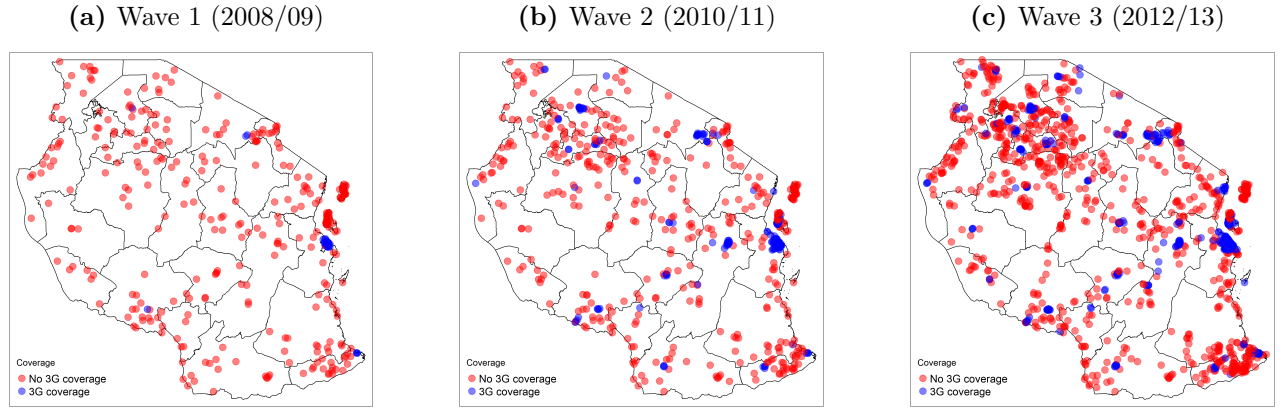 (a) Wave 1 (2008/09)
(b) Wave 2 (2010/11)
(c) Wave 3 (2012/13)
Coverage
No 3G coverage
3G coverage
Coverage
No 3G coverage
3G coverage
Coverage
No 3G coverage
3G coverage